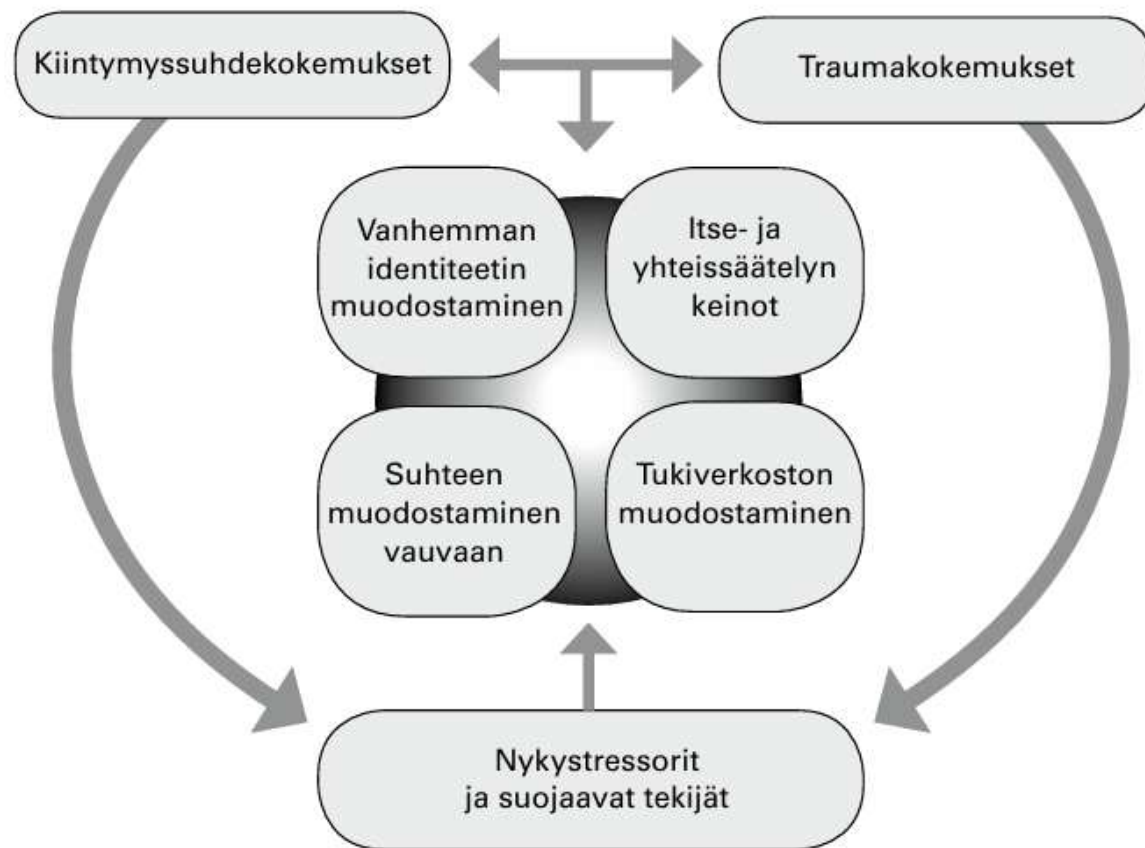 Kiintymyssuhdekokemukset
Traumakokemukset
Vanhemman
identiteetin
muodostaminen
Itse- ja
yhteissäätelyn
keinot
Suhteen
muodostaminen
vauvaan
Tukiverkoston
muodostaminen
Nykystressorit
ja suojaavat tekijät